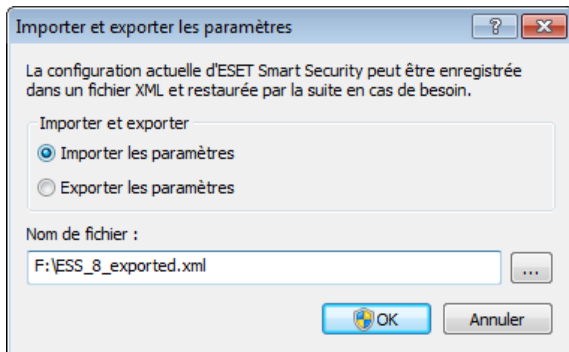 Importer et exporter les paramètres
?
La configuration actuelle d'ESET Smart Security peut être enregistrée
dans un fichier XML et restaurée par la suite en cas de besoin.
Importer et exporter
Importer les paramètres
Exporter les paramètres
Nom de fichier :
F:\ESS_8_exported.xml
...
OK
Annuler